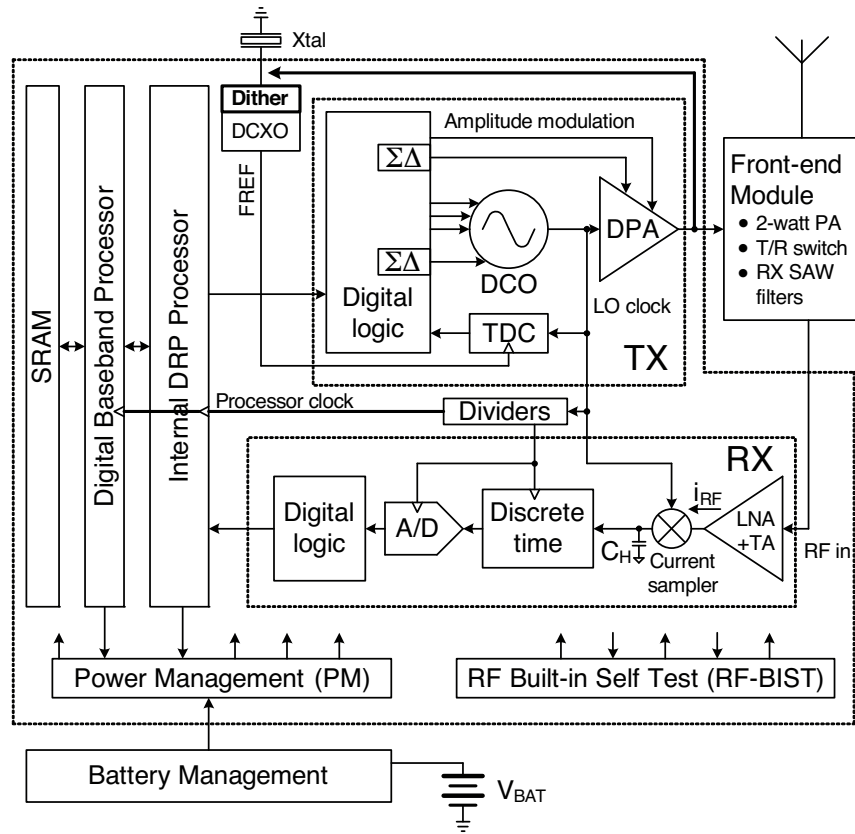 Xtal
Dither
DCXO
FREF
SRAM
Digital Baseband Processor
Internal DRP Processor
Amplitude modulation
ΣΔ
ΣΔ
Digital
logic
DCO
DPA
LO clock
TDC
TX
Front-end
Module
● 2-watt PA
● T/R switch
● RX SAW
filters
Processor clock
Dividers
RX
Digital
logic
A/D
Discrete
time
CH
Current
sampler
iRF
LNA
+TA
RF in
Power Management (PM)
RF Built-in Self Test (RF-BIST)
Battery Management
VBAT